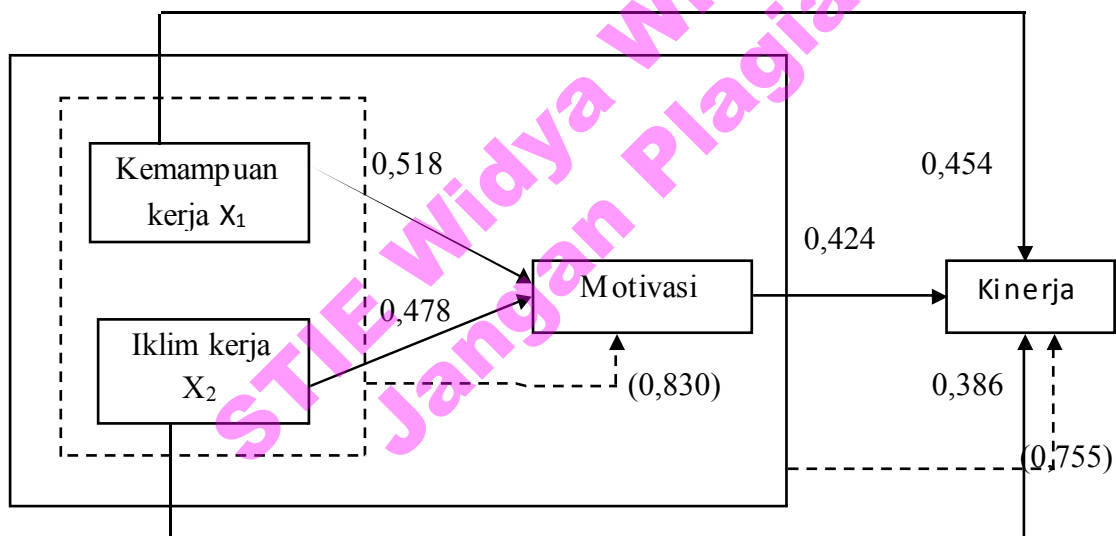 Kemampuan
kerja X₁
0,518
0,454
0,424
Motivasi
Kinerja
0,478
Iklim kerja
X₂
(0,830)
0,386
(0,755)
STIE Widya
Jangan Plagia